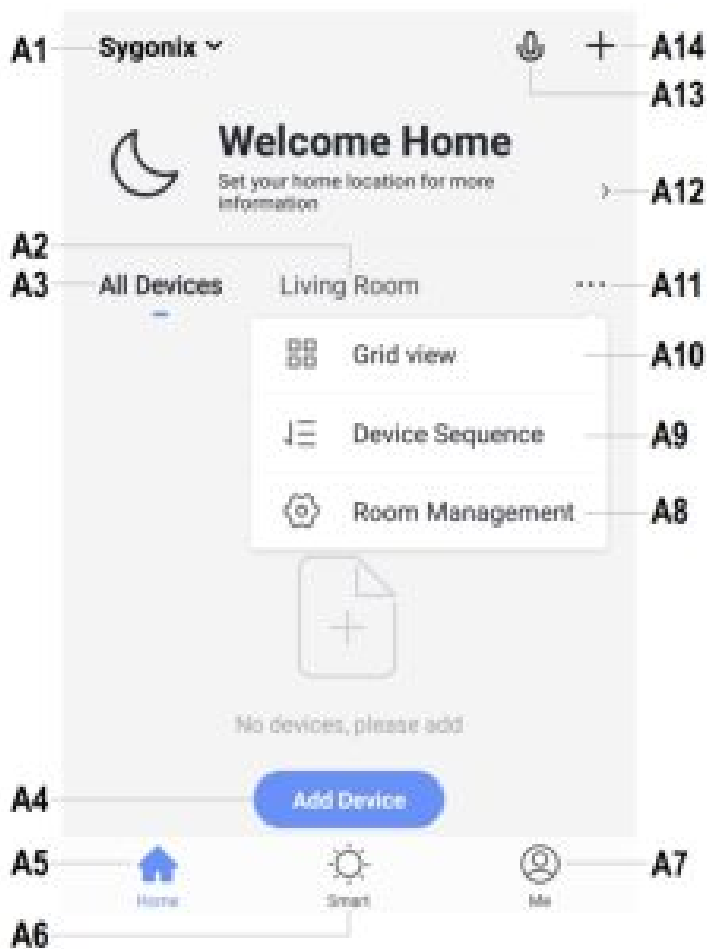 A1 Sygonix A14
A13
Welcome Home
Set your home location for more
information
A12
A2
A3 All Devices Living Room ... A11
Grid view A10
Device Sequence A9
Room Management A8
No devices, please add
A4 Add Device
A5 A7
Home Smart Me
A6